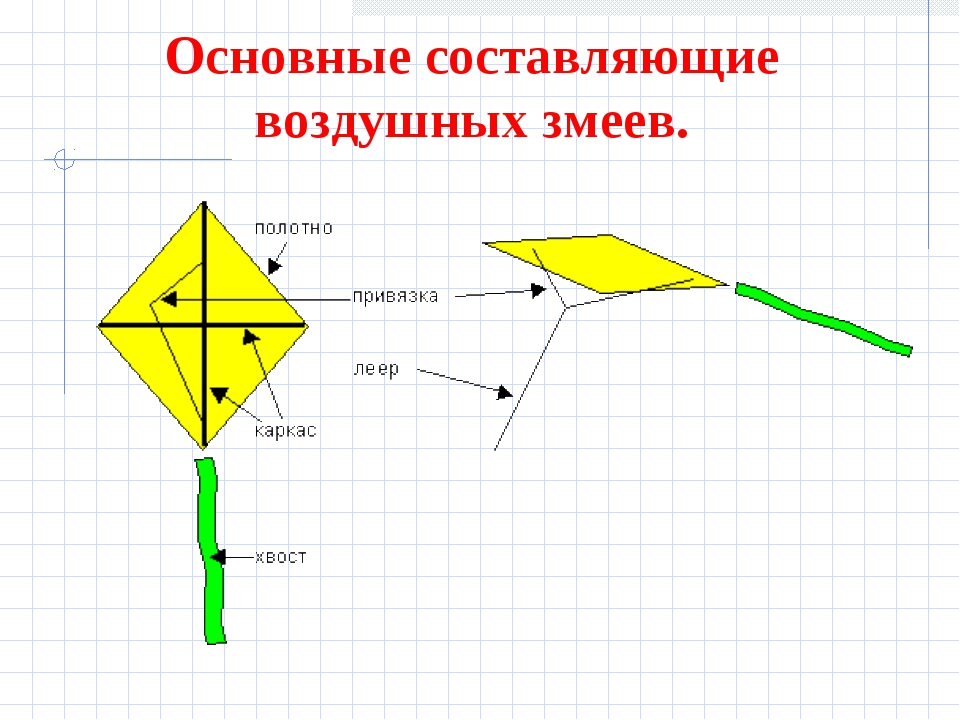 Основные составляющие
воздушных змеев.
полотно
привязка
леер
каркас
хвост